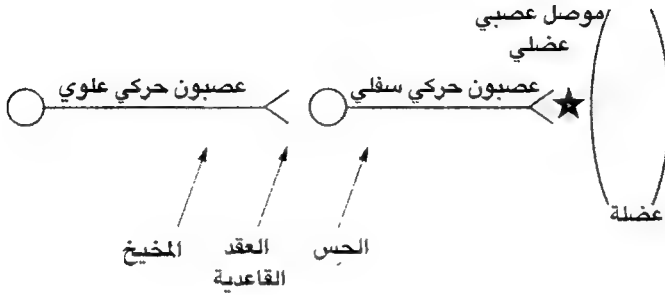 موصل عصبي
عضلي
عصبون حركي سفلي
عصبون حركي علوي
عضلة
الحس
العقد
القاعدية
المخيخ